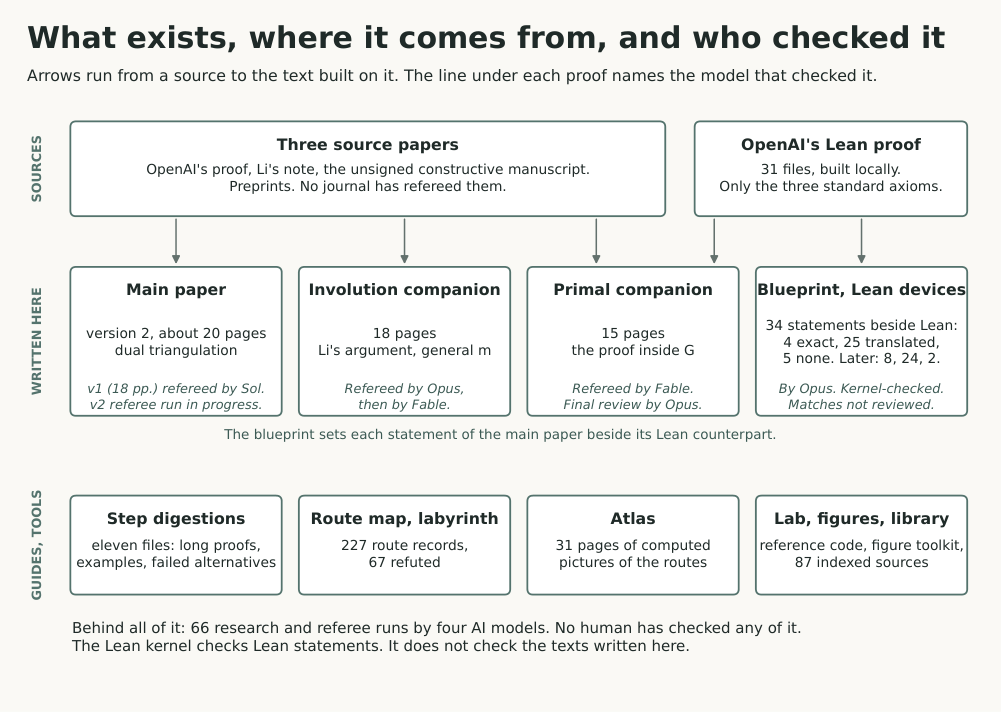 What exists, where it comes from, and who checked it
Arrows run from a source to the text built on it. The line under each proof names the model that checked it.
SOURCES
Three source papers
OpenAI's proof, Li's note, the unsigned constructive manuscript.
Preprints. No journal has refereed them.
OpenAI's Lean proof
31 files, built locally.
Only the three standard axioms.
WRITTEN HERE
Main paper
version 2, about 20 pages
dual triangulation
v1 (18 pp.) refereed by Sol.
v2 referee run in progress.
Involution companion
18 pages
Li's argument, general m
Refereed by Opus,
then by Fable.
Primal companion
15 pages
the proof inside G
Refereed by Fable.
Final review by Opus.
Blueprint, Lean devices
34 statements beside Lean:
4 exact, 25 translated,
5 none. Later: 8, 24, 2.
By Opus. Kernel-checked.
Matches not reviewed.
The blueprint sets each statement of the main paper beside its Lean counterpart.
GUIDES, TOOLS
Step digestions
eleven files: long proofs,
examples, failed alternatives
Route map, labyrinth
227 route records,
67 refuted
Atlas
31 pages of computed
pictures of the routes
Lab, figures, library
reference code, figure toolkit,
87 indexed sources
Behind all of it: 66 research and referee runs by four AI models. No human has checked any of it.
The Lean kernel checks Lean statements. It does not check the texts written here.